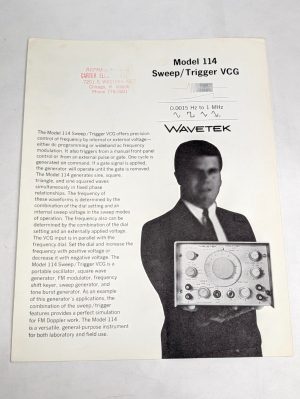 Model 114
Sweep/Trigger VCG
CARTER
Chicago,
Phone
0.0015 Hz to 1 MHz
WAVETEK
The Model 114 Sweep/Trigger VCG offers precision
control of frequency by internal or external voltage—
either dc programming or wideband ac frequency
modulation. It also triggers from a manual front panel
control or from an external pulse or gate. One cycle is
generated on command. If a gate signal is applied,
the generator will operate until the gate is removed.
The Model 114 generates sine, square,
triangle, and sine squared waves
simultaneously in fixed phase
relationships. The frequency of
these waveforms is determined by the
combination of the dial setting and an
internal sweep voltage in the sweep modes
of operation. The frequency also can be
determined by the combination of the dial
setting and an externally applied voltage.
The VCG input is in parallel with the
frequency dial. Set the dial and increase the
frequency with positive voltage or
decrease it with negative voltage. The
Model 114 Sweep/Trigger VCG is a
portable oscillator, square wave
generator, FM modulator, frequency
shift keyer, sweep generator, and
tone burst generator. As an example
of this generator's applications, the
combination of the sweep/trigger
features provides a perfect simulation
for FM Doppler work. The Model 114
is a versatile, general-purpose instrument
for both laboratory and field use.
WAVETEK